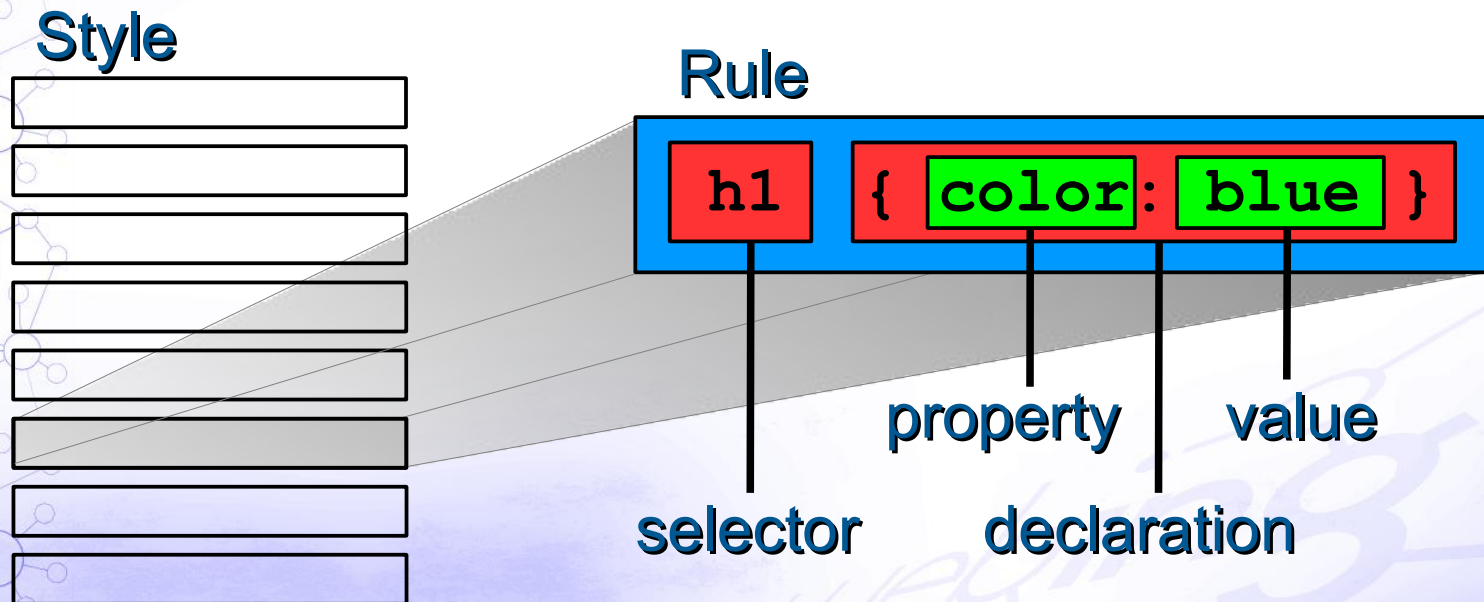 Style
Rule
h1 { color: blue }
property value
selector declaration